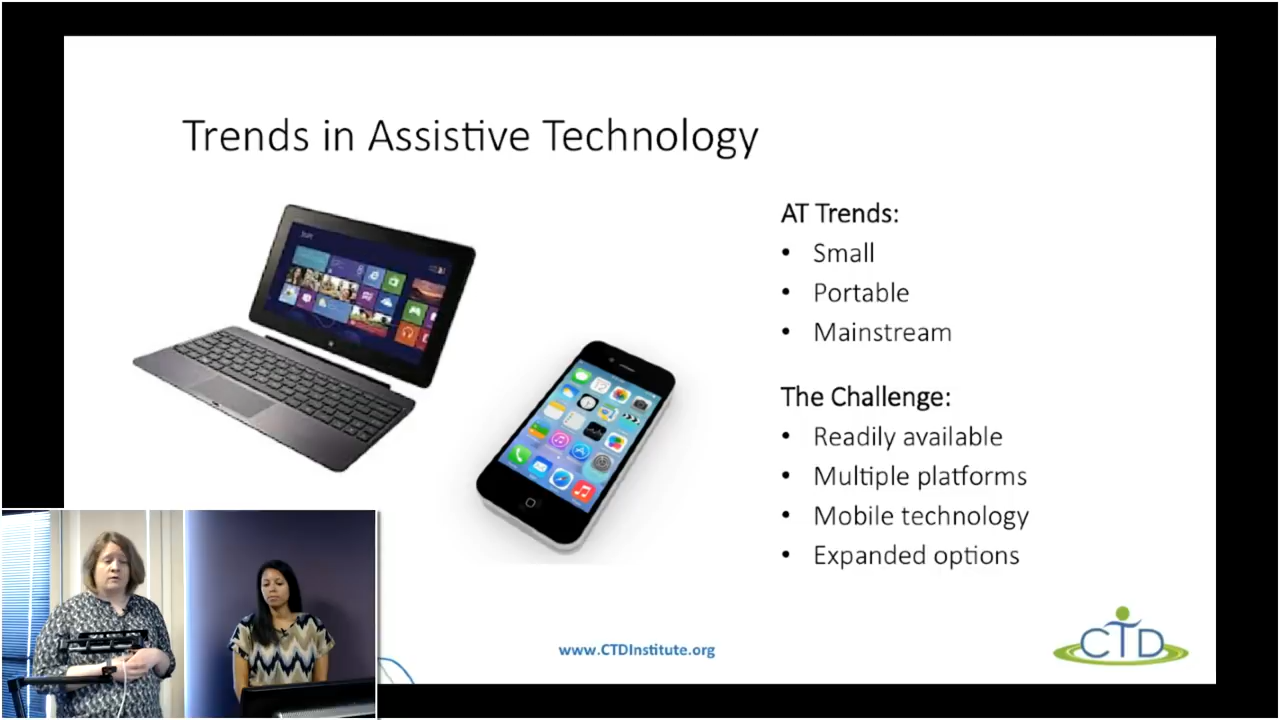 Trends in Assistive Technology
AT Trends:
• Small
• Portable
• Mainstream
The Challenge:
• Readily available
• Multiple platforms
• Mobile technology
• Expanded options
www.CTDInstitute.org
CTD